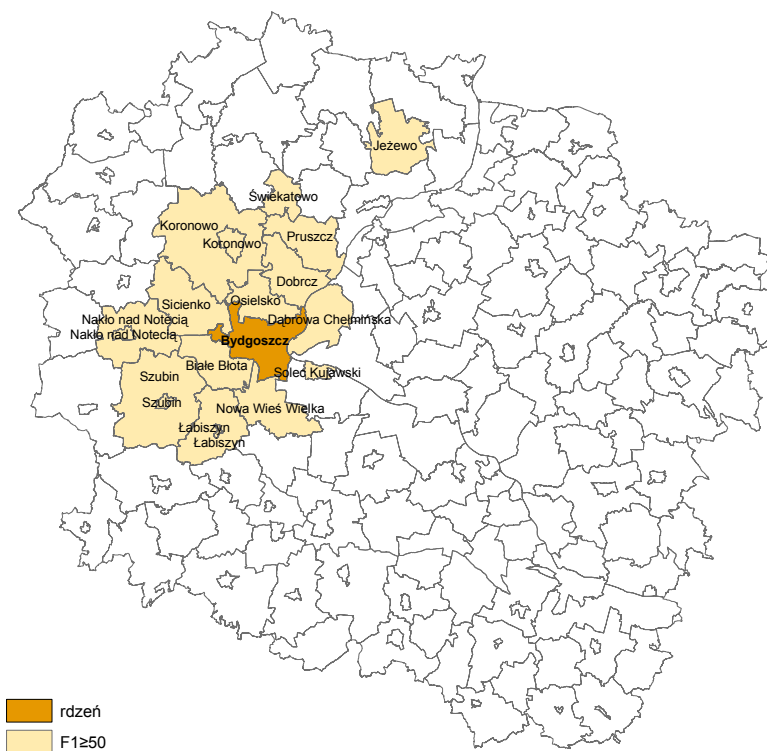 Jeżewo
Świekatowo
Koronowo
Koronowo
Pruszcz
Dobrcz
Osielsko
Sicienko
Nakło nad Notecią
Dąbrowa Chełmińska
Nakło nad Notecią
Bydgoszcz
Białe Błota
Solec Kujawski
Szubin
Szubin
Nowa Wieś Wielka
Łabiszyn
Łabiszyn
rdzeń
F1≥50